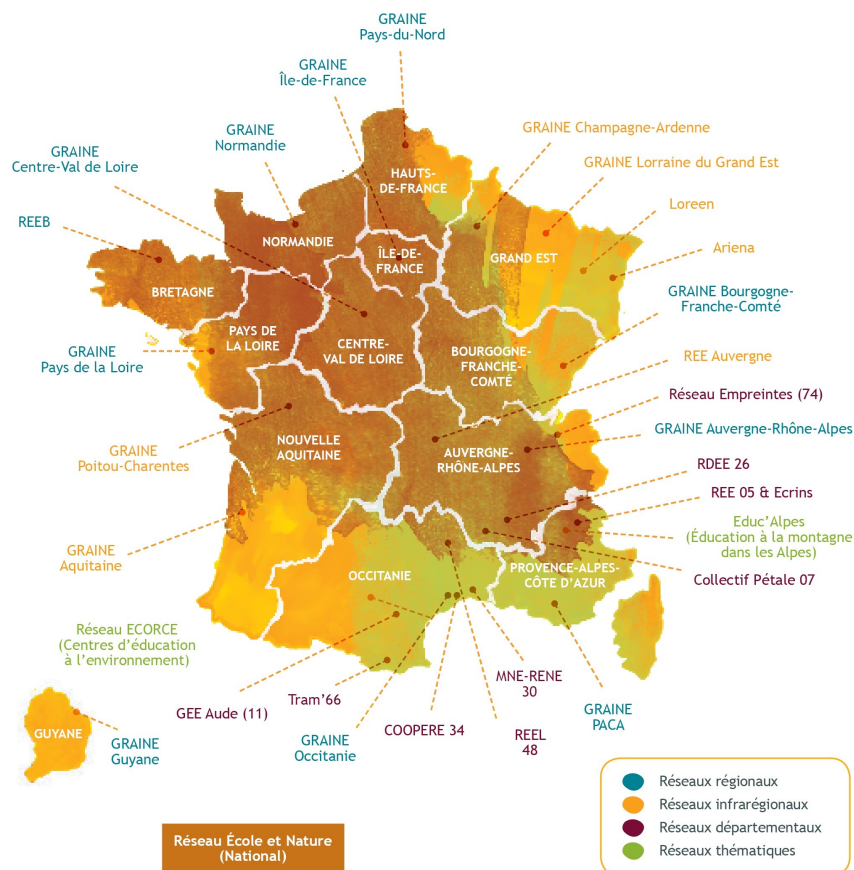 GRAINE
Pays-du-Nord
GRAINE
Île-de-France
GRAINE
Normandie
GRAINE
Centre-Val de Loire
REEB
GRAINE Champagne-Ardenne
GRAINE Lorraine du Grand Est
Loreen
Ariena
HAUTS-
DE-FRANCE
NORMANDIE
ÎLE-DE-
FRANCE
GRAND EST
BRETAGNE
GRAINE Bourgogne-
Franche-Comté
PAYS DE
LA LOIRE
CENTRE-
VAL DE LOIRE
BOURGOGNE-
FRANCHE-
COMTÉ
GRAINE
Pays de la Loire
REE Auvergne
Réseau Empreintes (74)
GRAINE Auvergne-Rhône-Alpes
GRAINE
Poitou-Charentes
NOUVELLE
AQUITAINE
AUVERGNE-
RHÔNE-ALPES
RDEE 26
REE 05 & Ecrins
Educ'Alpes
(Éducation à la montagne
dans les Alpes)
Collectif Pétale 07
GRAINE
Aquitaine
OCCITANIE
PROVENCE-ALPES-
CÔTE D'AZUR
Réseau ECORCE
(Centres d'éducation
à l'environnement)
GEE Aude (11)
Tram'66
GRAINE
Occitanie
COOPERE 34
REEL
48
MNE-RENE
30
GRAINE
PACA
GUYANE
GRAINE
Guyane
Réseaux régionaux
Réseaux infrarégionaux
Réseaux départementaux
Réseaux thématiques
Réseau École et Nature
(National)